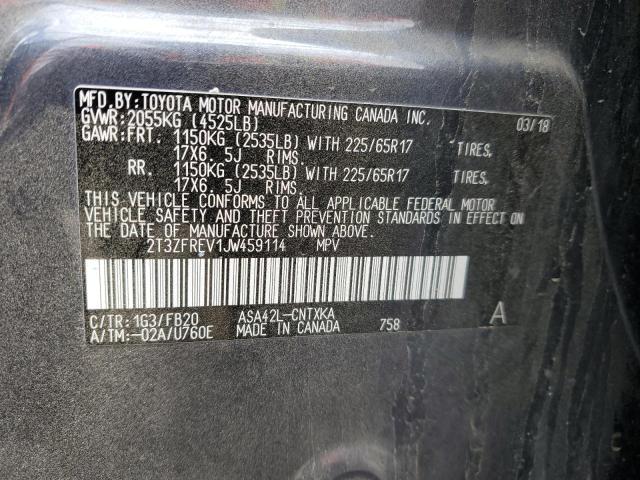 MFD.BY:TOYOTA MOTOR MANUFACTURING CANADA INC.
GVWR:2055KG (4525LB) 03/18
GAWR:FRT. 1150KG (2535LB) WITH 225/65R17 TIRES,
17X6. 5J RIMS.
RR. 1150KG (2535LB) WITH 225/65R17 TIRES,
17X6. 5J RIMS.
THIS VEHICLE CONFORMS TO ALL APPLICABLE FEDERAL MOTOR
VEHICLE SAFETY AND THEFT PREVENTION STANDARDS IN EFFECT ON
THE DATE OF MANUFACTURE SHOWN ABOVE.
2T3ZFREV1JW459114 MPV
C/TR:1G3/FB20 ASA42L-CNTXKA
A/TM:-02A/U760E MADE IN CANADA 758 A